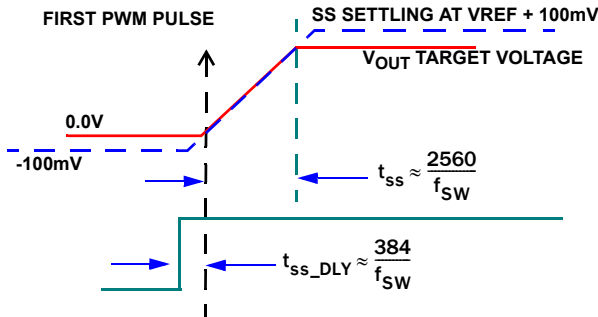 FIRST PWM PULSE
SS SETTLING AT VREF + 100mV
VOUT TARGET VOLTAGE
0.0V
-100mV
tss ≈ 2560/fSW
tss_DLY ≈ 384/fSW